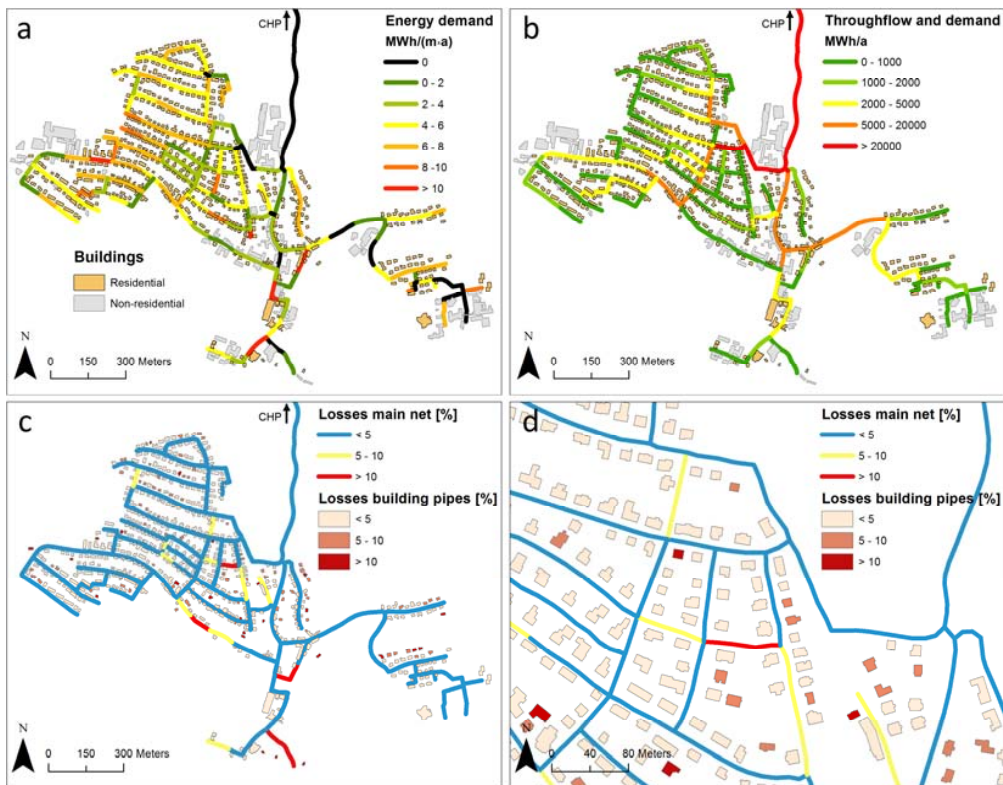 a
CHP
Energy demand
MWh/(m·a)
0
0 - 2
2 - 4
4 - 6
6 - 8
8 -10
> 10
Buildings
Residential
Non-residential
N
0 150 300 Meters
b
CHP
Throughflow and demand
MWh/a
0 - 1000
1000 - 2000
2000 - 5000
5000 - 20000
> 20000
N
0 150 300 Meters
c
CHP
Losses main net [%]
< 5
5 - 10
> 10
Losses building pipes [%]
< 5
5 - 10
> 10
N
0 150 300 Meters
d
Losses main net [%]
< 5
5 - 10
> 10
Losses building pipes [%]
< 5
5 - 10
> 10
N
0 40 80 Meters